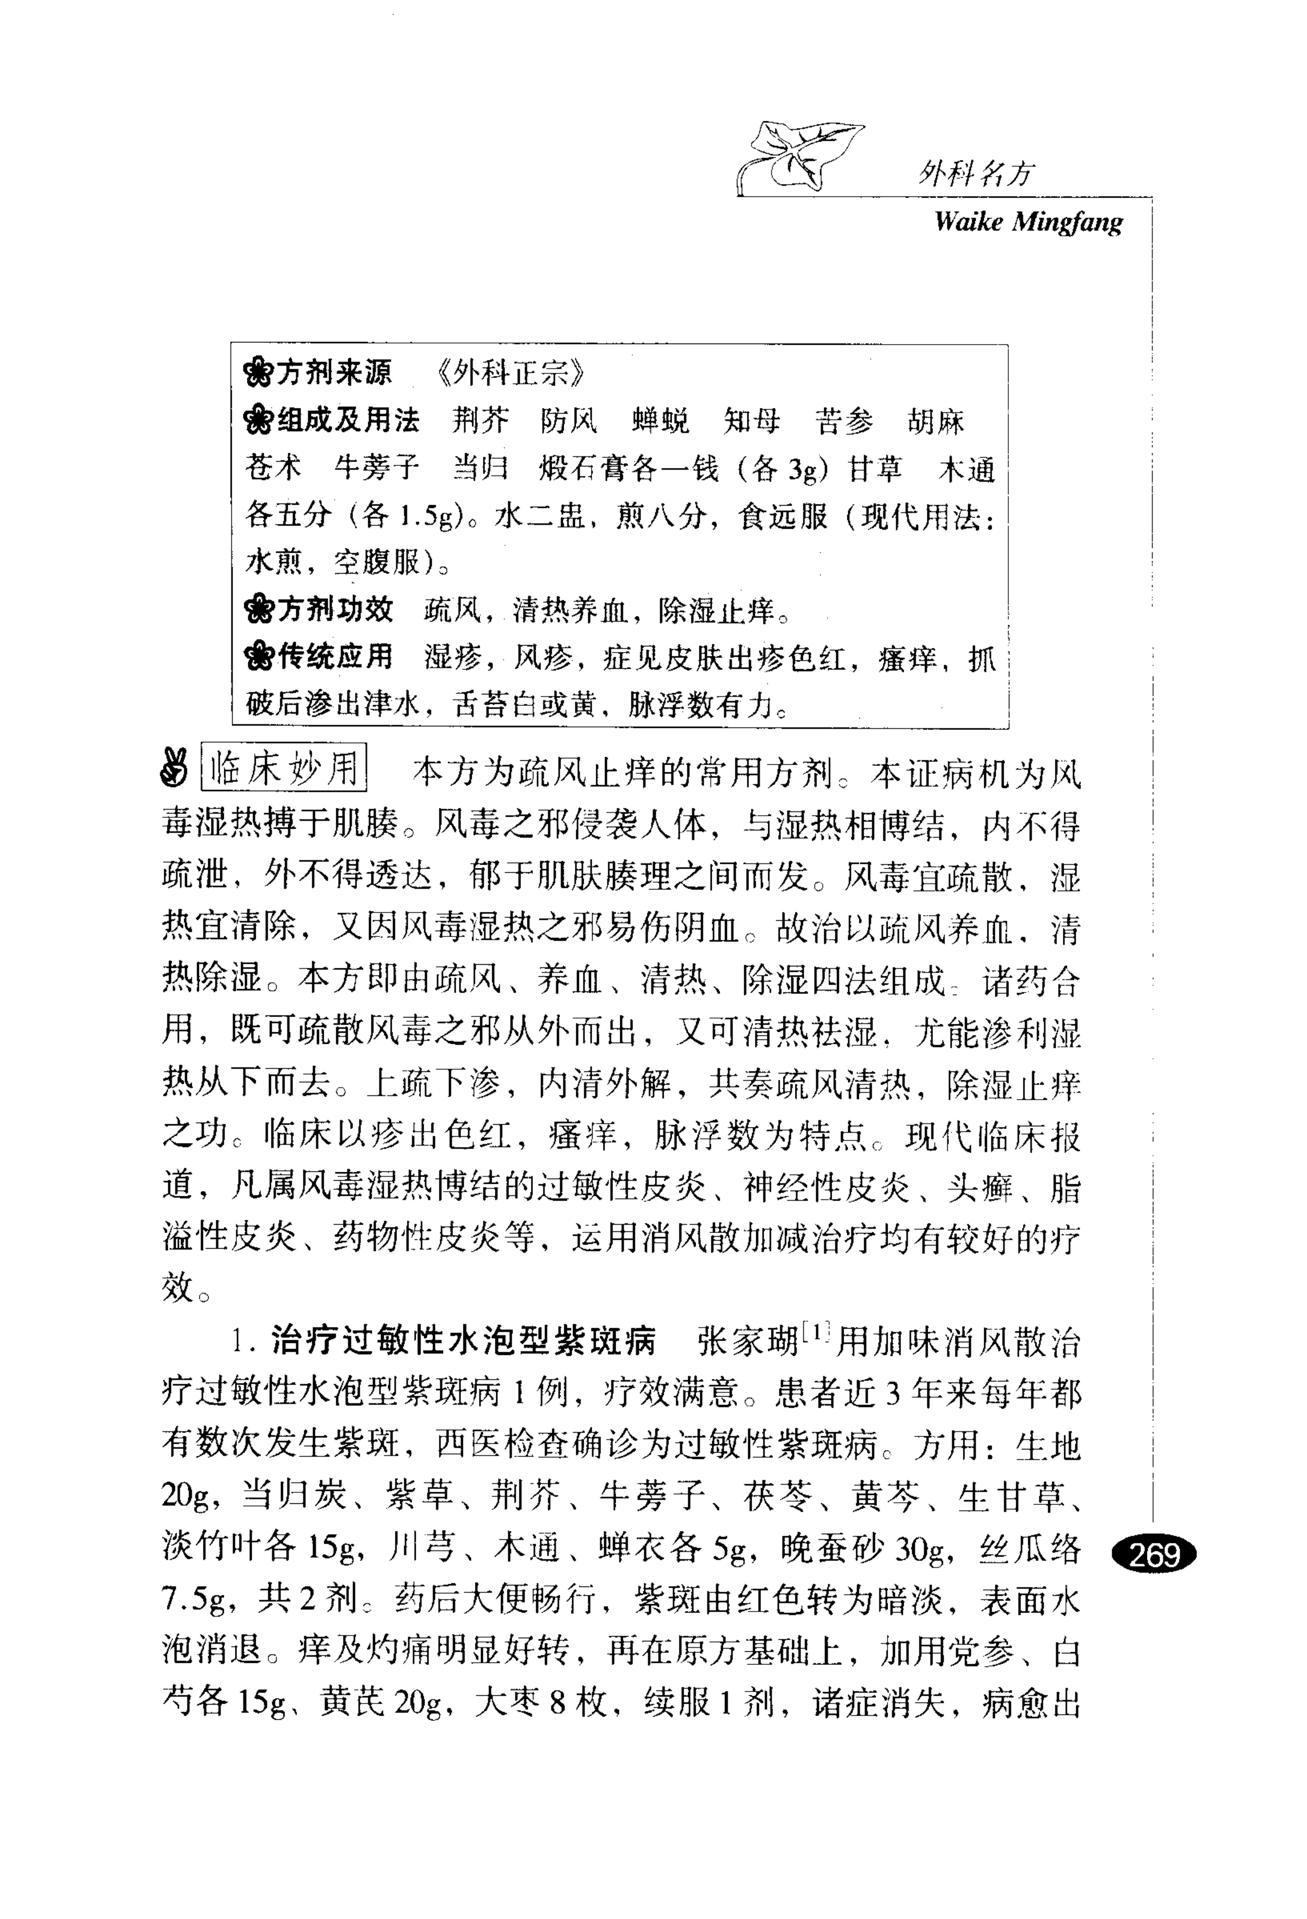 外科名方
Waike Mingfang
方剂来源 《外科正宗》
组成及用法 荆芥 防风 蝉蜕 知母 苦参 胡麻
苍术 牛蒡子 当归 煅石膏各一钱（各 3g）甘草 木通
各五分（各 1.5g）。水二盅，煎八分，食远服（现代用法：
水煎，空腹服）。
方剂功效 疏风，清热养血，除湿止痒。
传统应用 湿疹，风疹，症见皮肤出疹色红，瘙痒，抓
破后渗出津水，舌苔白或黄，脉浮数有力。
临床妙用 本方为疏风止痒的常用方剂。本证病机为风
毒湿热搏于肌腠。风毒之邪侵袭人体，与湿热相博结，内不得
疏泄，外不得透达，郁于肌肤腠理之间而发。风毒宜疏散，湿
热宜清除，又因风毒湿热之邪易伤阴血。故治以疏风养血，清
热除湿。本方即由疏风、养血、清热、除湿四法组成。诸药合
用，既可疏散风毒之邪从外而出，又可清热祛湿，尤能渗利湿
热从下而去。上疏下渗，内清外解，共奏疏风清热，除湿止痒
之功。临床以疹出色红，瘙痒，脉浮数为特点。现代临床报
道，凡属风毒湿热博结的过敏性皮炎、神经性皮炎、头癣、脂
溢性皮炎、药物性皮炎等，运用消风散加减治疗均有较好的疗
效。
1. 治疗过敏性水泡型紫斑病 张家瑚[1]用加味消风散治
疗过敏性水泡型紫斑病 1 例，疗效满意。患者近 3 年来每年都
有数次发生紫斑，西医检查确诊为过敏性紫斑病。方用：生地
20g，当归炭、紫草、荆芥、牛蒡子、茯苓、黄芩、生甘草、
淡竹叶各 15g，川芎、木通、蝉衣各 5g，晚蚕砂 30g，丝瓜络
7.5g，共 2 剂。药后大便畅行，紫斑由红色转为暗淡，表面水
泡消退。痒及灼痛明显好转，再在原方基础上，加用党参、白
芍各 15g、黄芪 20g，大枣 8 枚，续服 1 剂，诸症消失，病愈出
269